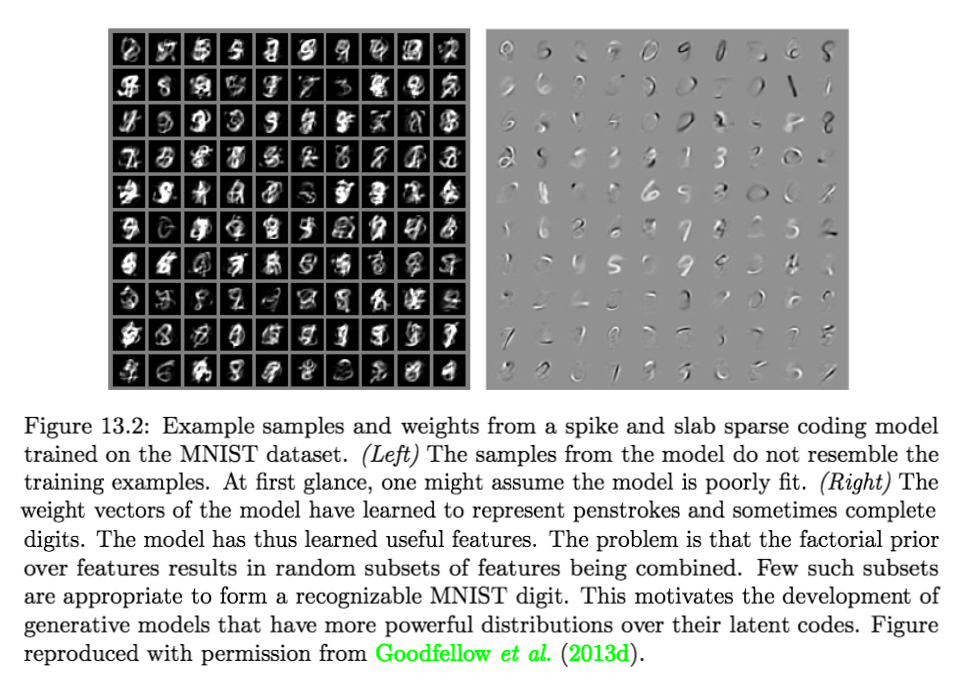 Figure 13.2: Example samples and weights from a spike and slab sparse coding model
trained on the MNIST dataset. (Left) The samples from the model do not resemble the
training examples. At first glance, one might assume the model is poorly fit. (Right) The
weight vectors of the model have learned to represent penstrokes and sometimes complete
digits. The model has thus learned useful features. The problem is that the factorial prior
over features results in random subsets of features being combined. Few such subsets
are appropriate to form a recognizable MNIST digit. This motivates the development of
generative models that have more powerful distributions over their latent codes. Figure
reproduced with permission from Goodfellow et al. (2013d).